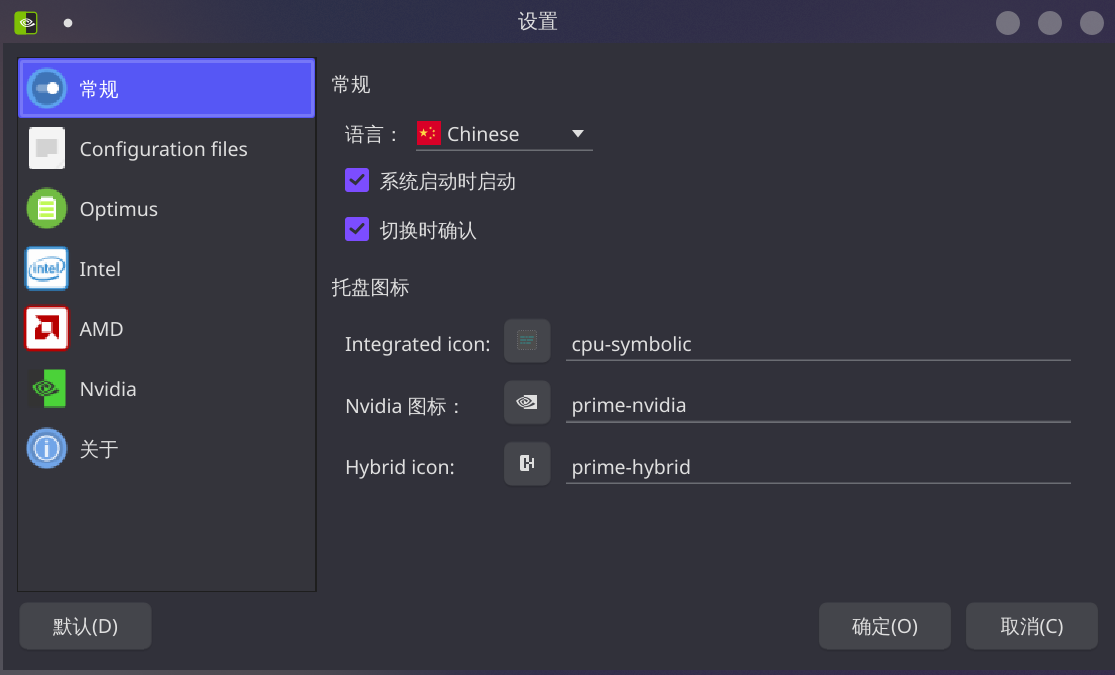 设置
常规
Configuration files
Optimus
intel
Intel
AMD
Nvidia
关于
常规
语言： Chinese
系统启动时启动
切换时确认
托盘图标
Integrated icon: cpu-symbolic
Nvidia 图标： prime-nvidia
Hybrid icon: prime-hybrid
默认(D)
确定(O)
取消(C)